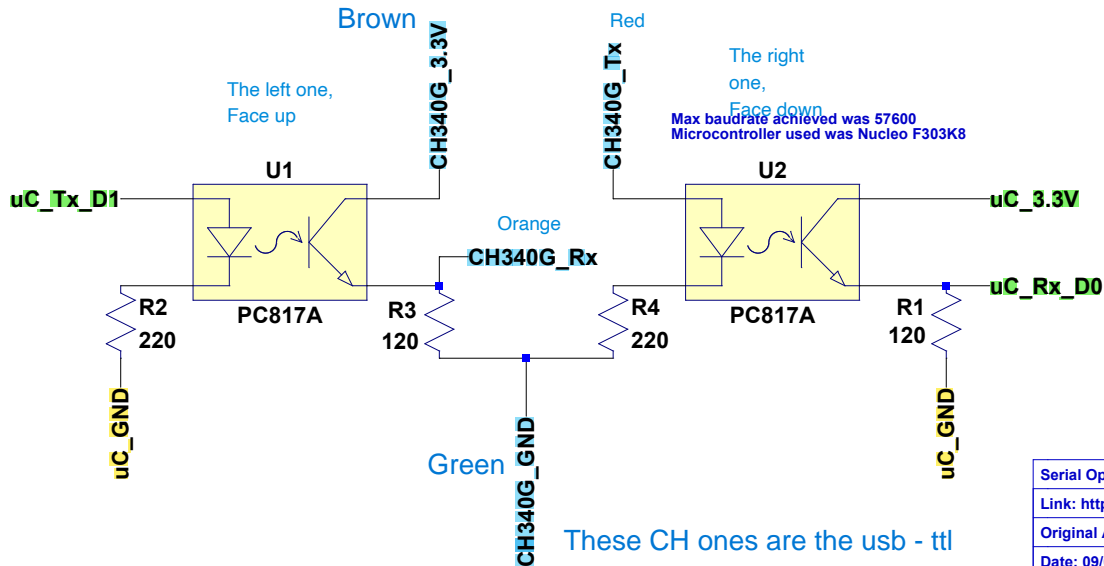 Brown
Red
CH340G_3.3V
CH340G_Tx
The left one,
Face up
The right
one,
Face down
Max baudrate achieved was 57600
Microcontroller used was Nucleo F303K8
U1
U2
uC_Tx_D1
uC_3.3V
Orange
CH340G_Rx
uC_Rx_D0
PC817A
PC817A
R2
220
R3
120
R4
220
R1
120
uC_GND
uC_GND
Green
CH340G_GND
These CH ones are the usb - ttl
Serial Op
Link: http
Original A
Date: 09/